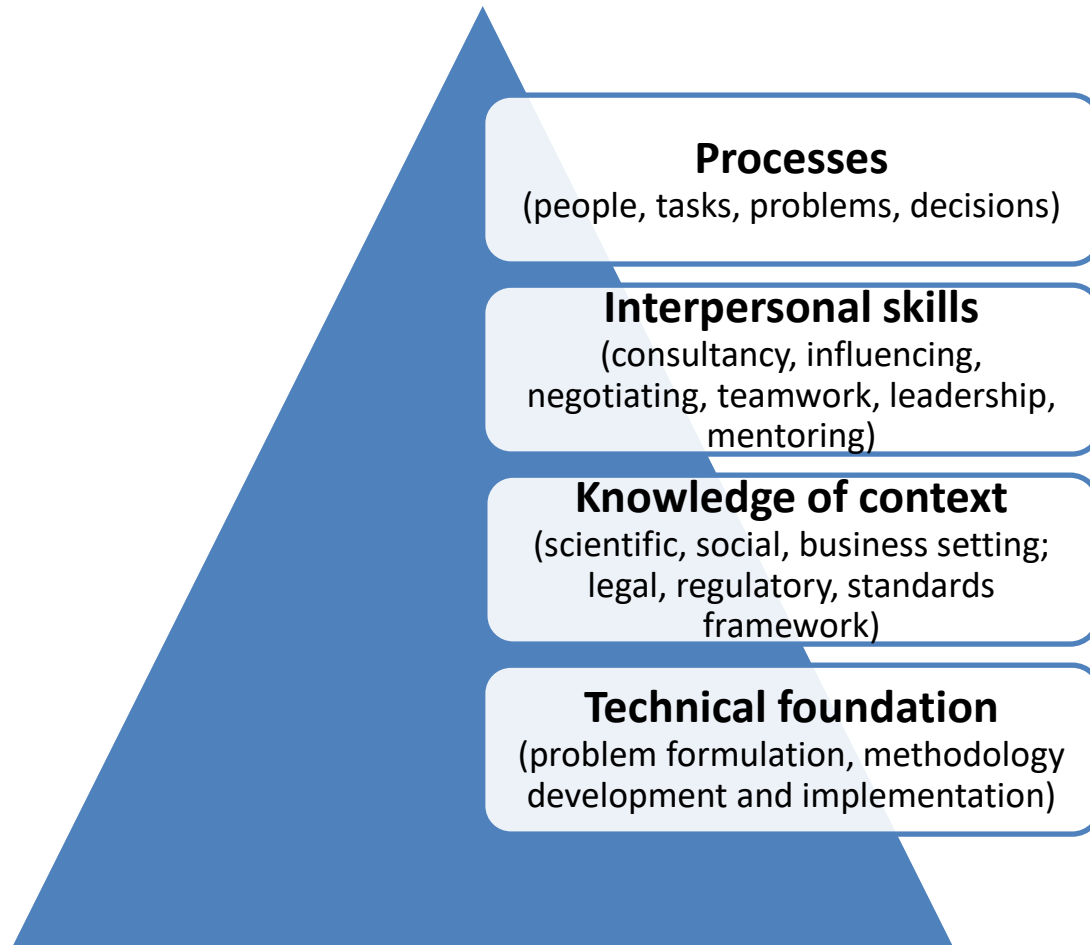 Processes
(people, tasks, problems, decisions)
Interpersonal skills
(consultancy, influencing,
negotiating, teamwork, leadership,
mentoring)
Knowledge of context
(scientific, social, business setting;
legal, regulatory, standards
framework)
Technical foundation
(problem formulation, methodology
development and implementation)